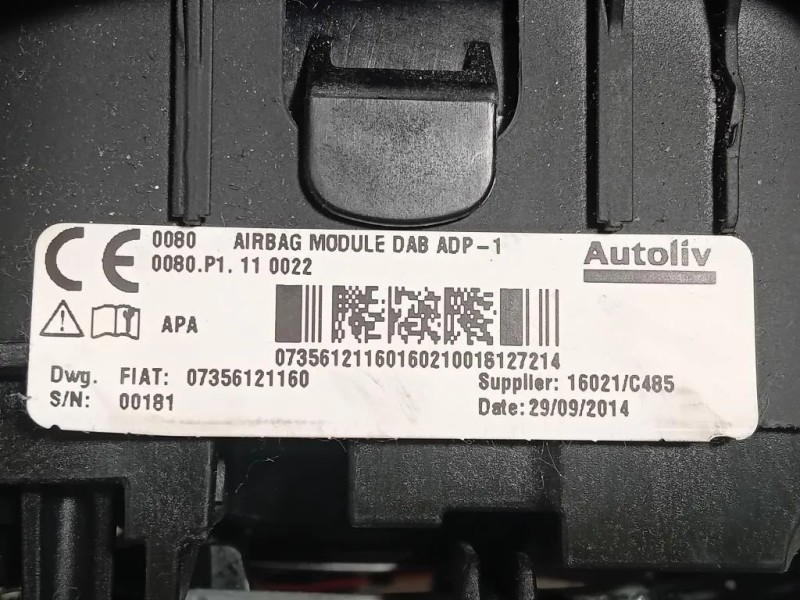 CE 0080 AIRBAG MODULE DAB ADP-1
0080.P1. 11 0022
Autoliv
APA
07356121160160210018127214
Dwg. FIAT: 07356121160
Supplier: 16021/C485
S/N: 00181
Date: 29/09/2014